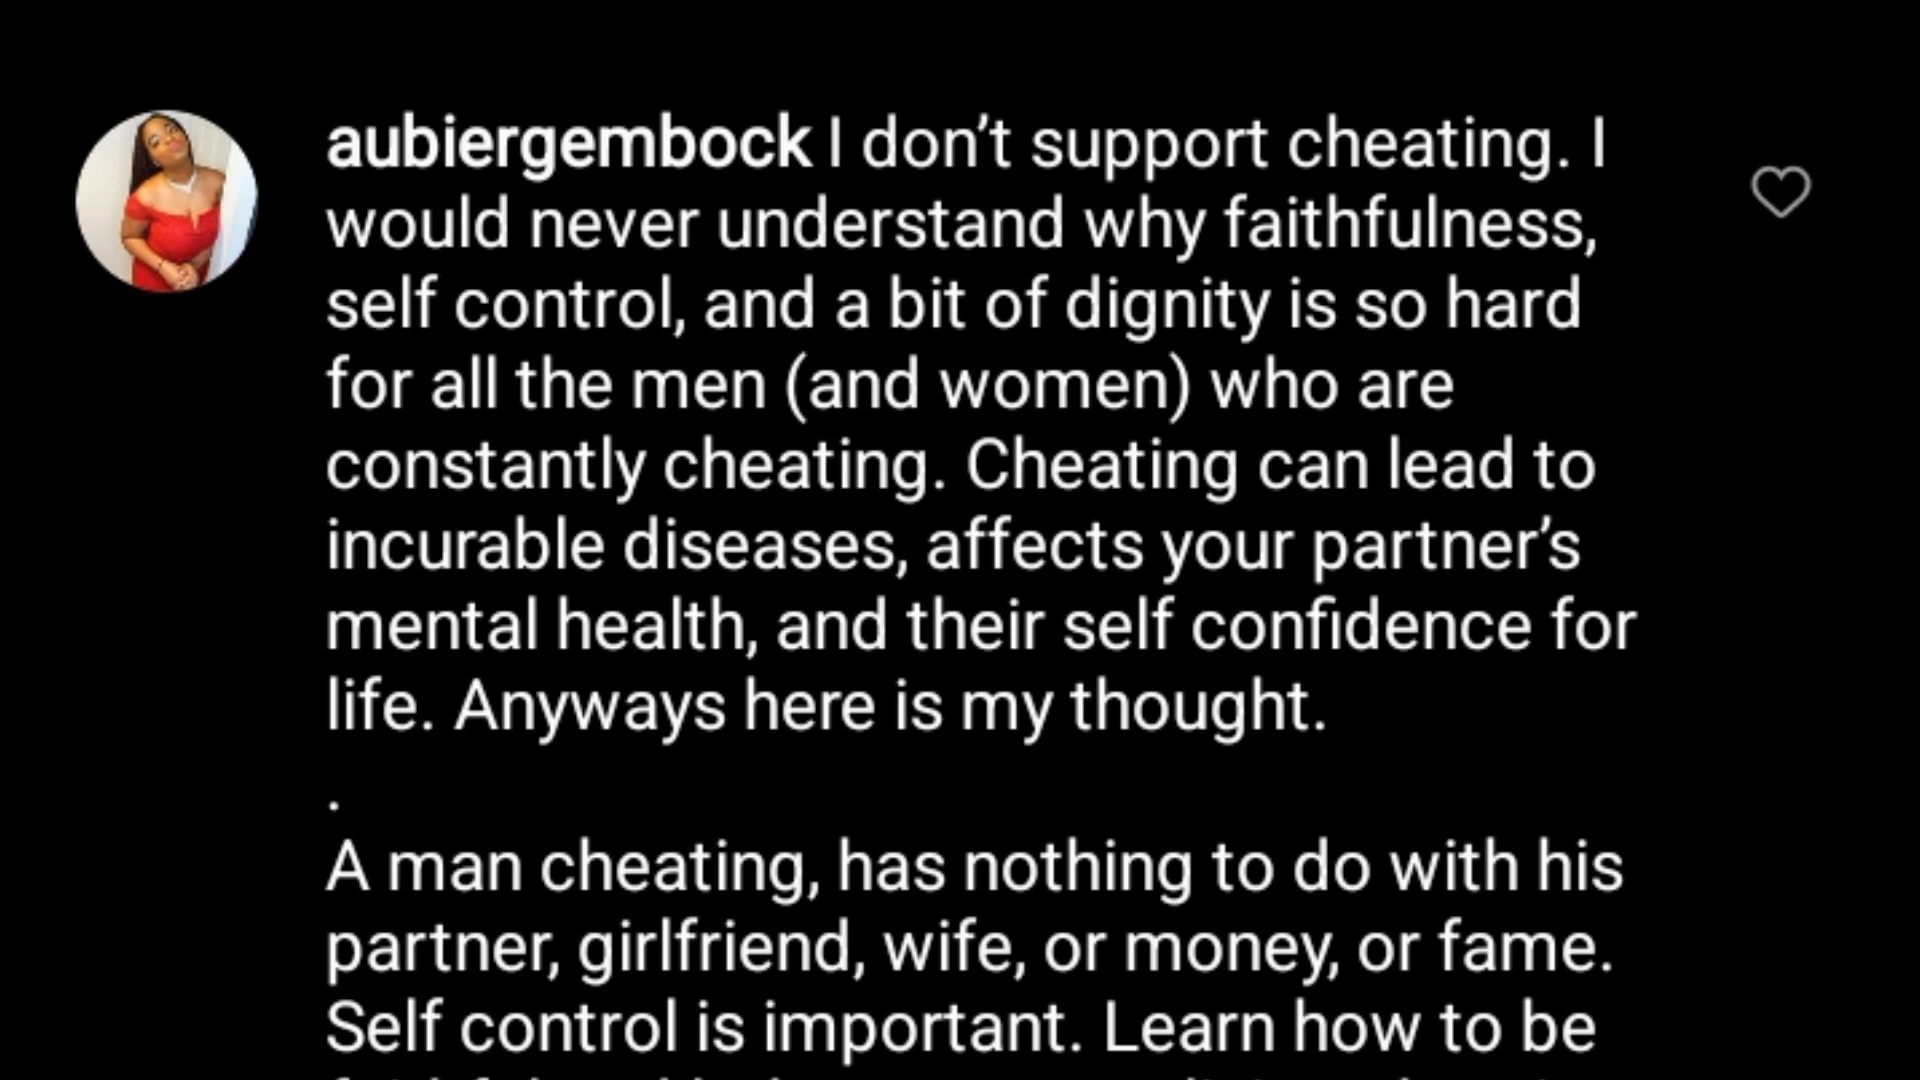 aubiergembock I don’t support cheating. I
would never understand why faithfulness,
self control, and a bit of dignity is so hard
for all the men (and women) who are
constantly cheating. Cheating can lead to
incurable diseases, affects your partner’s
mental health, and their self confidence for
life. Anyways here is my thought.
.
A man cheating, has nothing to do with his
partner, girlfriend, wife, or money, or fame.
Self control is important. Learn how to be